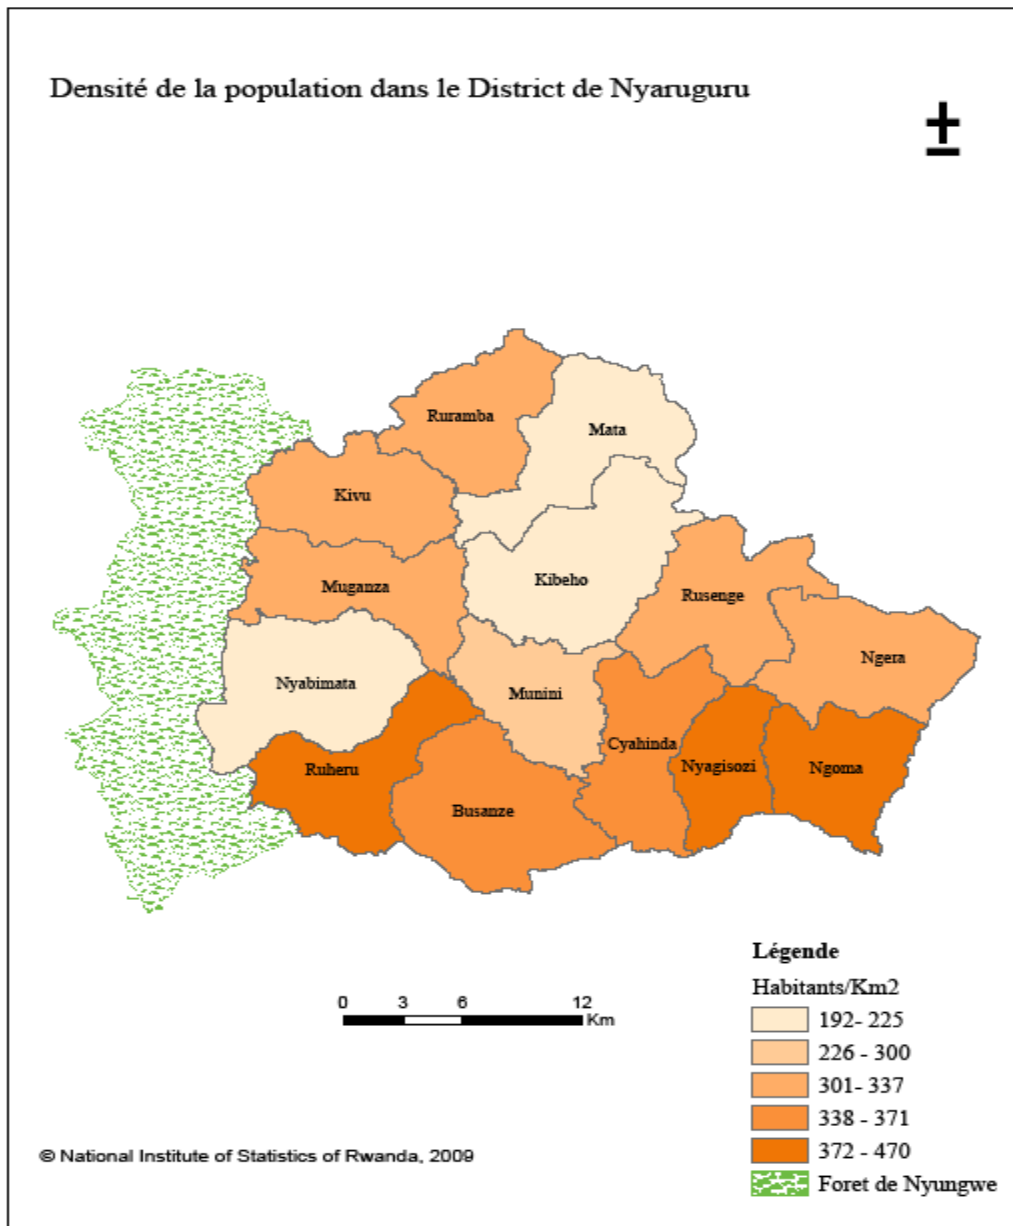 Densité de la population dans le District de Nyaruguru
Ruramba
Mata
Kivu
Kibeho
Muganza
Rusenge
Ngera
Nyabimata
Munini
Cyahinda
Nyagisozi
Ngoma
Ruheru
Busanze
Légende
Habitants/Km2
0 3 6 12
Km
192- 225
226 - 300
301- 337
338 - 371
372 - 470
Foret de Nyungwe
© National Institute of Statistics of Rwanda, 2009